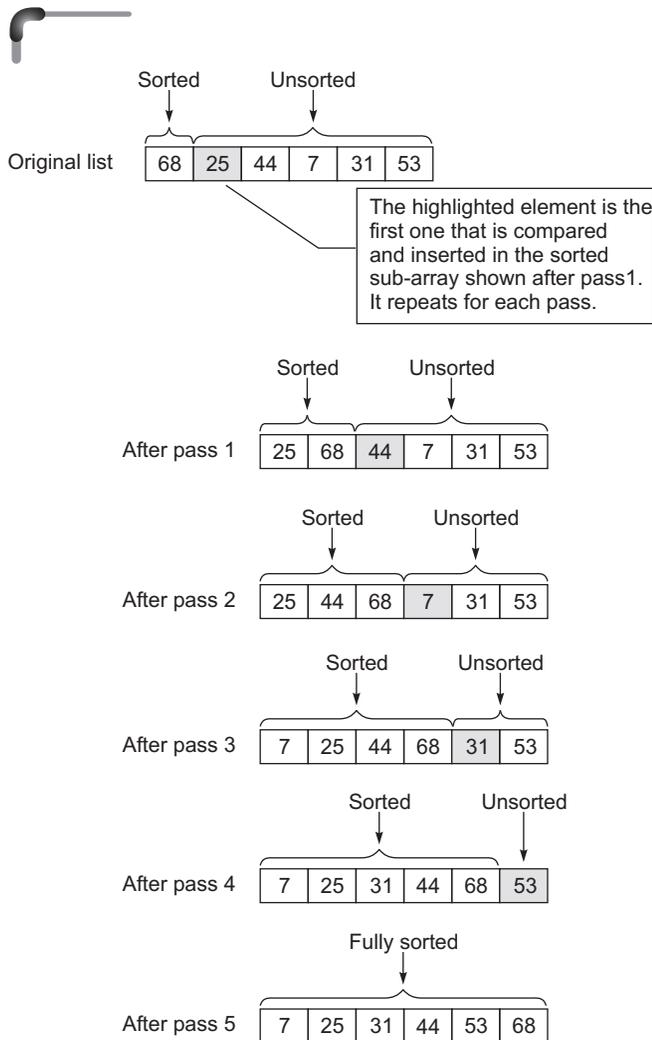 Sorted Unsorted
Original list 68 25 44 7 31 53
The highlighted element is the
first one that is compared
and inserted in the sorted
sub-array shown after pass1.
It repeats for each pass.
Sorted Unsorted
After pass 1 25 68 44 7 31 53
Sorted Unsorted
After pass 2 25 44 68 7 31 53
Sorted Unsorted
After pass 3 7 25 44 68 31 53
Sorted Unsorted
After pass 4 7 25 31 44 68 53
Fully sorted
After pass 5 7 25 31 44 53 68